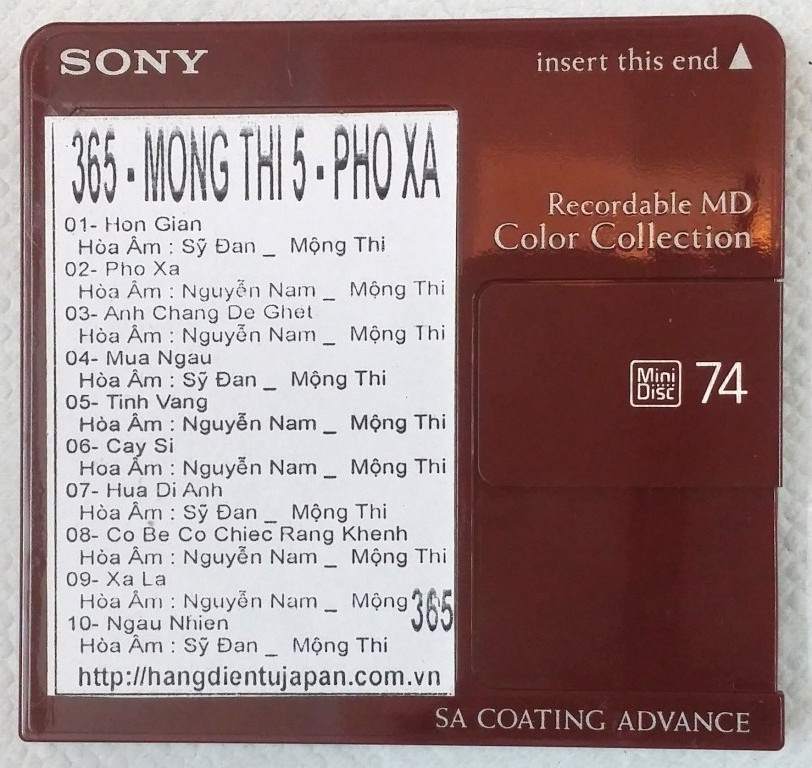 SONY
insert this end
365 - MONG THI 5 - PHO XA
01- Hon Gian
Hòa Âm : Sỹ Đan _ Mộng Thi
02- Pho Xa
Hòa Âm : Nguyễn Nam _ Mộng Thi
03- Anh Chang De Ghet
Hòa Âm : Nguyễn Nam _ Mộng Thi
04- Mua Ngau
Hòa Âm : Sỹ Đan _ Mộng Thi
05- Tinh Vang
Hòa Âm : Nguyễn Nam _ Mộng Thi
06- Cay Si
Hoa Âm : Nguyễn Nam _ Mộng Thi
07- Hua Di Anh
Hòa Âm : Sỹ Đan _ Mộng Thi
08- Co Be Co Chiec Rang Khenh
Hòa Âm : Nguyễn Nam _ Mộng Thi
09- Xa La
Hòa Âm : Nguyễn Nam _ Mộng
365
10- Ngau Nhien
Hòa Âm : Sỹ Đan _ Mộng Thi
http://hangdientujapan.com.vn
Recordable MD
Color Collection
Mini
Disc
74
SA COATING ADVANCE